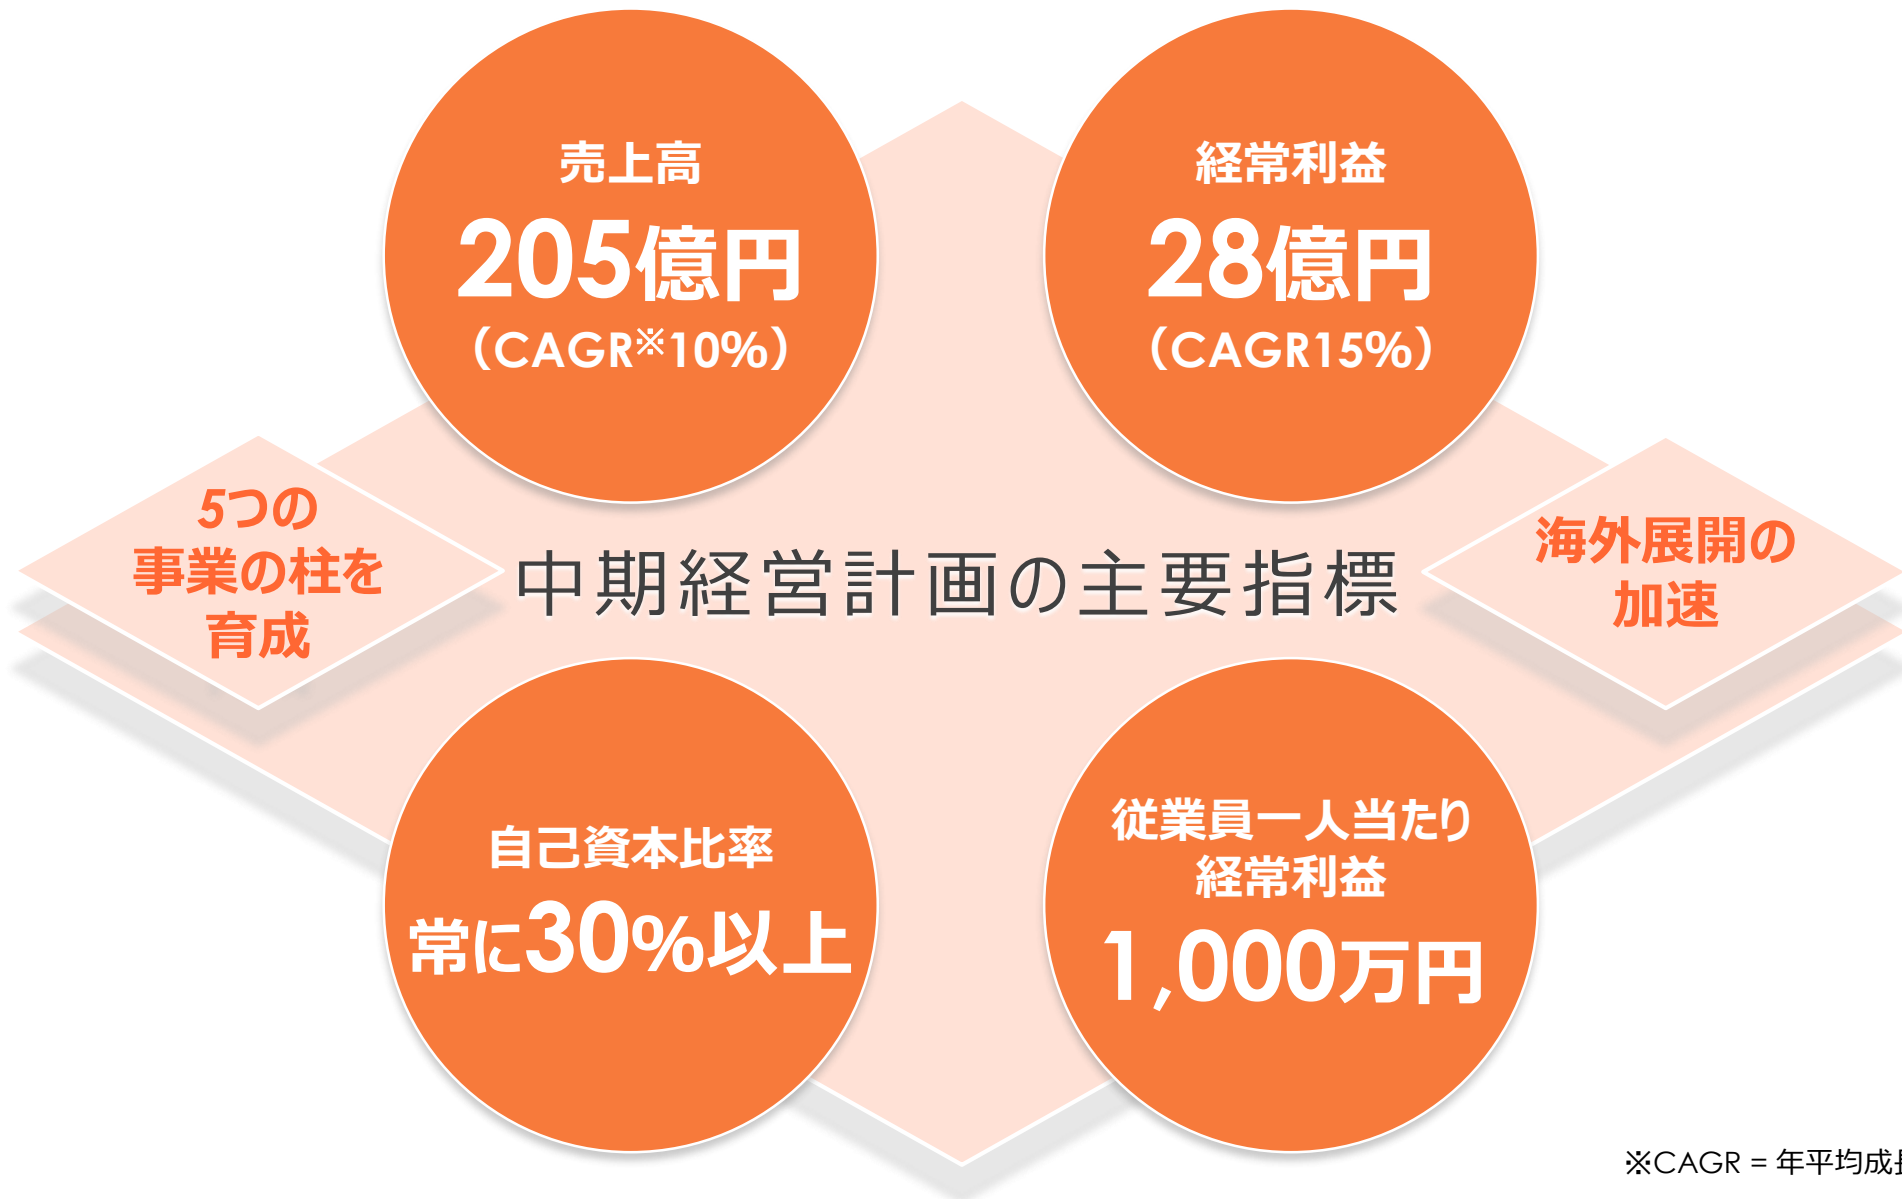 売上高
205億円
（CAGR※10%）
経常利益
28億円
（CAGR15%）
5つの
事業の柱を
育成
中期経営計画の主要指標
海外展開の
加速
自己資本比率
常に30%以上
従業員一人当たり
経常利益
1,000万円
※CAGR = 年平均成長